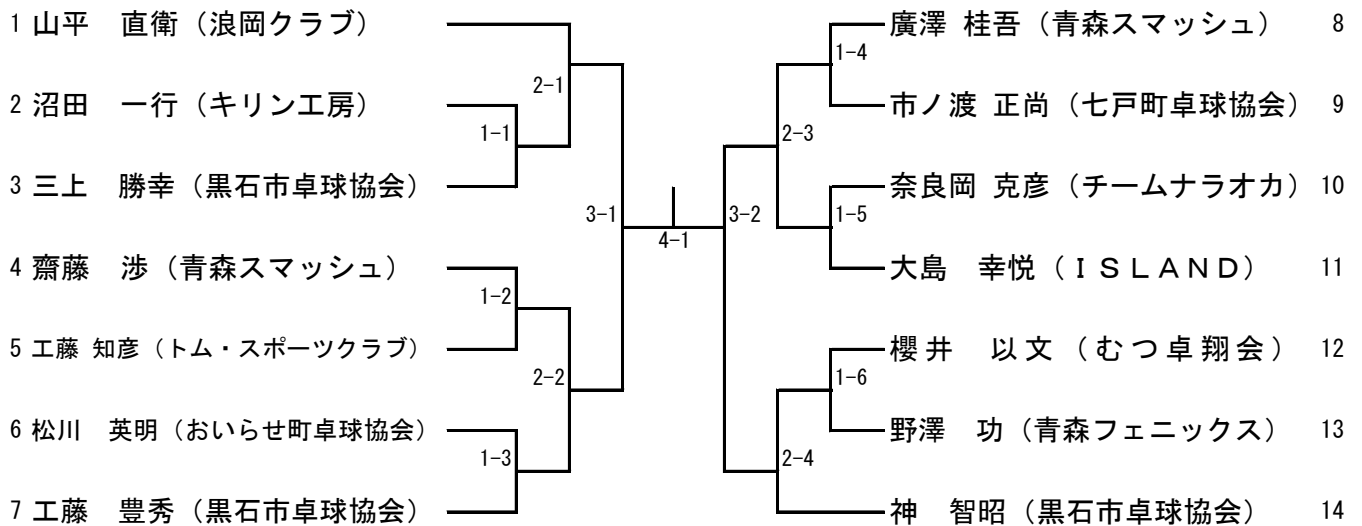 1 山平　直衛（浪岡クラブ）
2 沼田　一行（キリン工房）
3 三上　勝幸（黒石市卓球協会）
4 齋藤　渉（青森スマッシュ）
5 工藤 知彦（トム・スポーツクラブ）
6 松川　英明（おいらせ町卓球協会）
7 工藤　豊秀（黒石市卓球協会）
1-1
1-2
1-3
2-1
2-2
3-1
4-1
3-2
2-3
2-4
1-4
1-5
1-6
廣澤 桂吾（青森スマッシュ） 8
市ノ渡 正尚（七戸町卓球協会） 9
奈良岡 克彦（チームナラオカ） 10
大島　幸悦（ＩＳＬＡＮＤ） 11
櫻井　以文（むつ卓翔会） 12
野澤　功（青森フェニックス） 13
神　智昭（黒石市卓球協会） 14